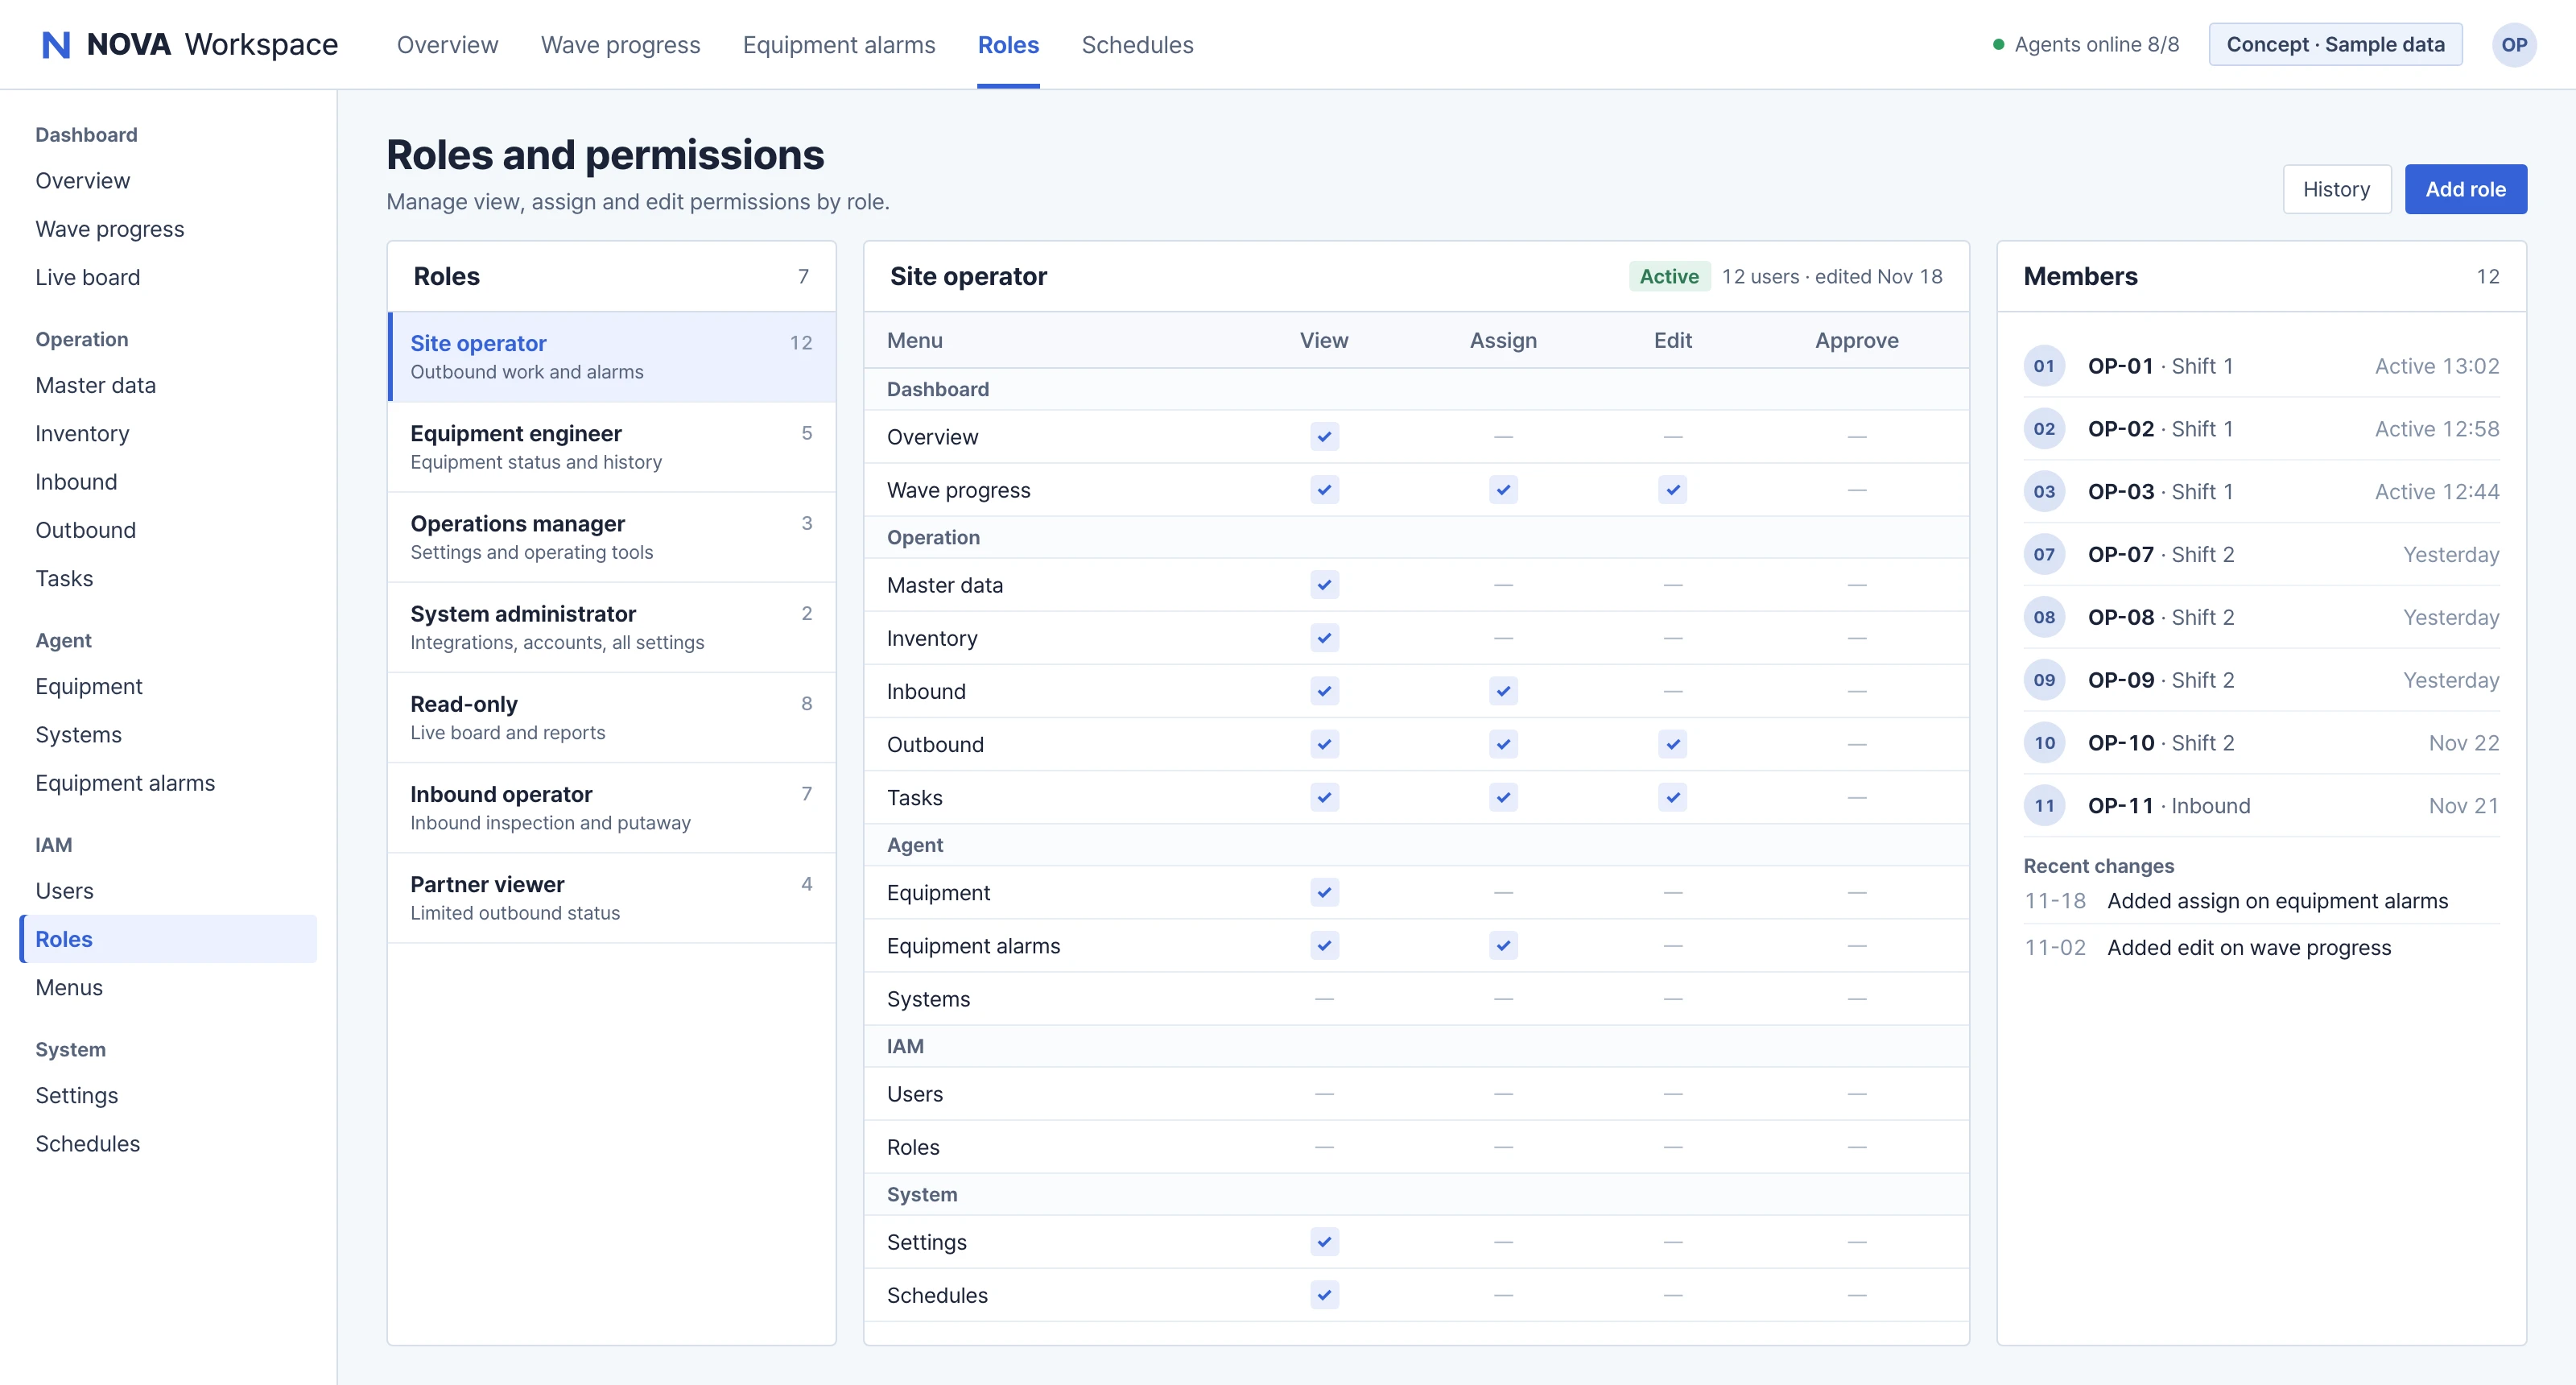 NOVA Workspace
Overview
Wave progress
Equipment alarms
Roles
Schedules
Agents online 8/8
Concept · Sample data
OP
Dashboard
Overview
Wave progress
Live board
Operation
Master data
Inventory
Inbound
Outbound
Tasks
Agent
Equipment
Systems
Equipment alarms
IAM
Users
Roles
Menus
System
Settings
Schedules
Roles and permissions
Manage view, assign and edit permissions by role.
History
Add role
Roles 7
Site operator 12
Outbound work and alarms
Equipment engineer 5
Equipment status and history
Operations manager 3
Settings and operating tools
System administrator 2
Integrations, accounts, all settings
Read-only 8
Live board and reports
Inbound operator 7
Inbound inspection and putaway
Partner viewer 4
Limited outbound status
Site operator Active 12 users · edited Nov 18
Menu View Assign Edit Approve
Dashboard
Overview — — —
Wave progress —
Operation
Master data — — —
Inventory — — —
Inbound — —
Outbound —
Tasks —
Agent
Equipment — — —
Equipment alarms — —
Systems — — — —
IAM
Users — — — —
Roles — — — —
System
Settings — — —
Schedules — — —
Members 12
01 OP-01 · Shift 1 Active 13:02
02 OP-02 · Shift 1 Active 12:58
03 OP-03 · Shift 1 Active 12:44
07 OP-07 · Shift 2 Yesterday
08 OP-08 · Shift 2 Yesterday
09 OP-09 · Shift 2 Yesterday
10 OP-10 · Shift 2 Nov 22
11 OP-11 · Inbound Nov 21
Recent changes
11-18 Added assign on equipment alarms
11-02 Added edit on wave progress